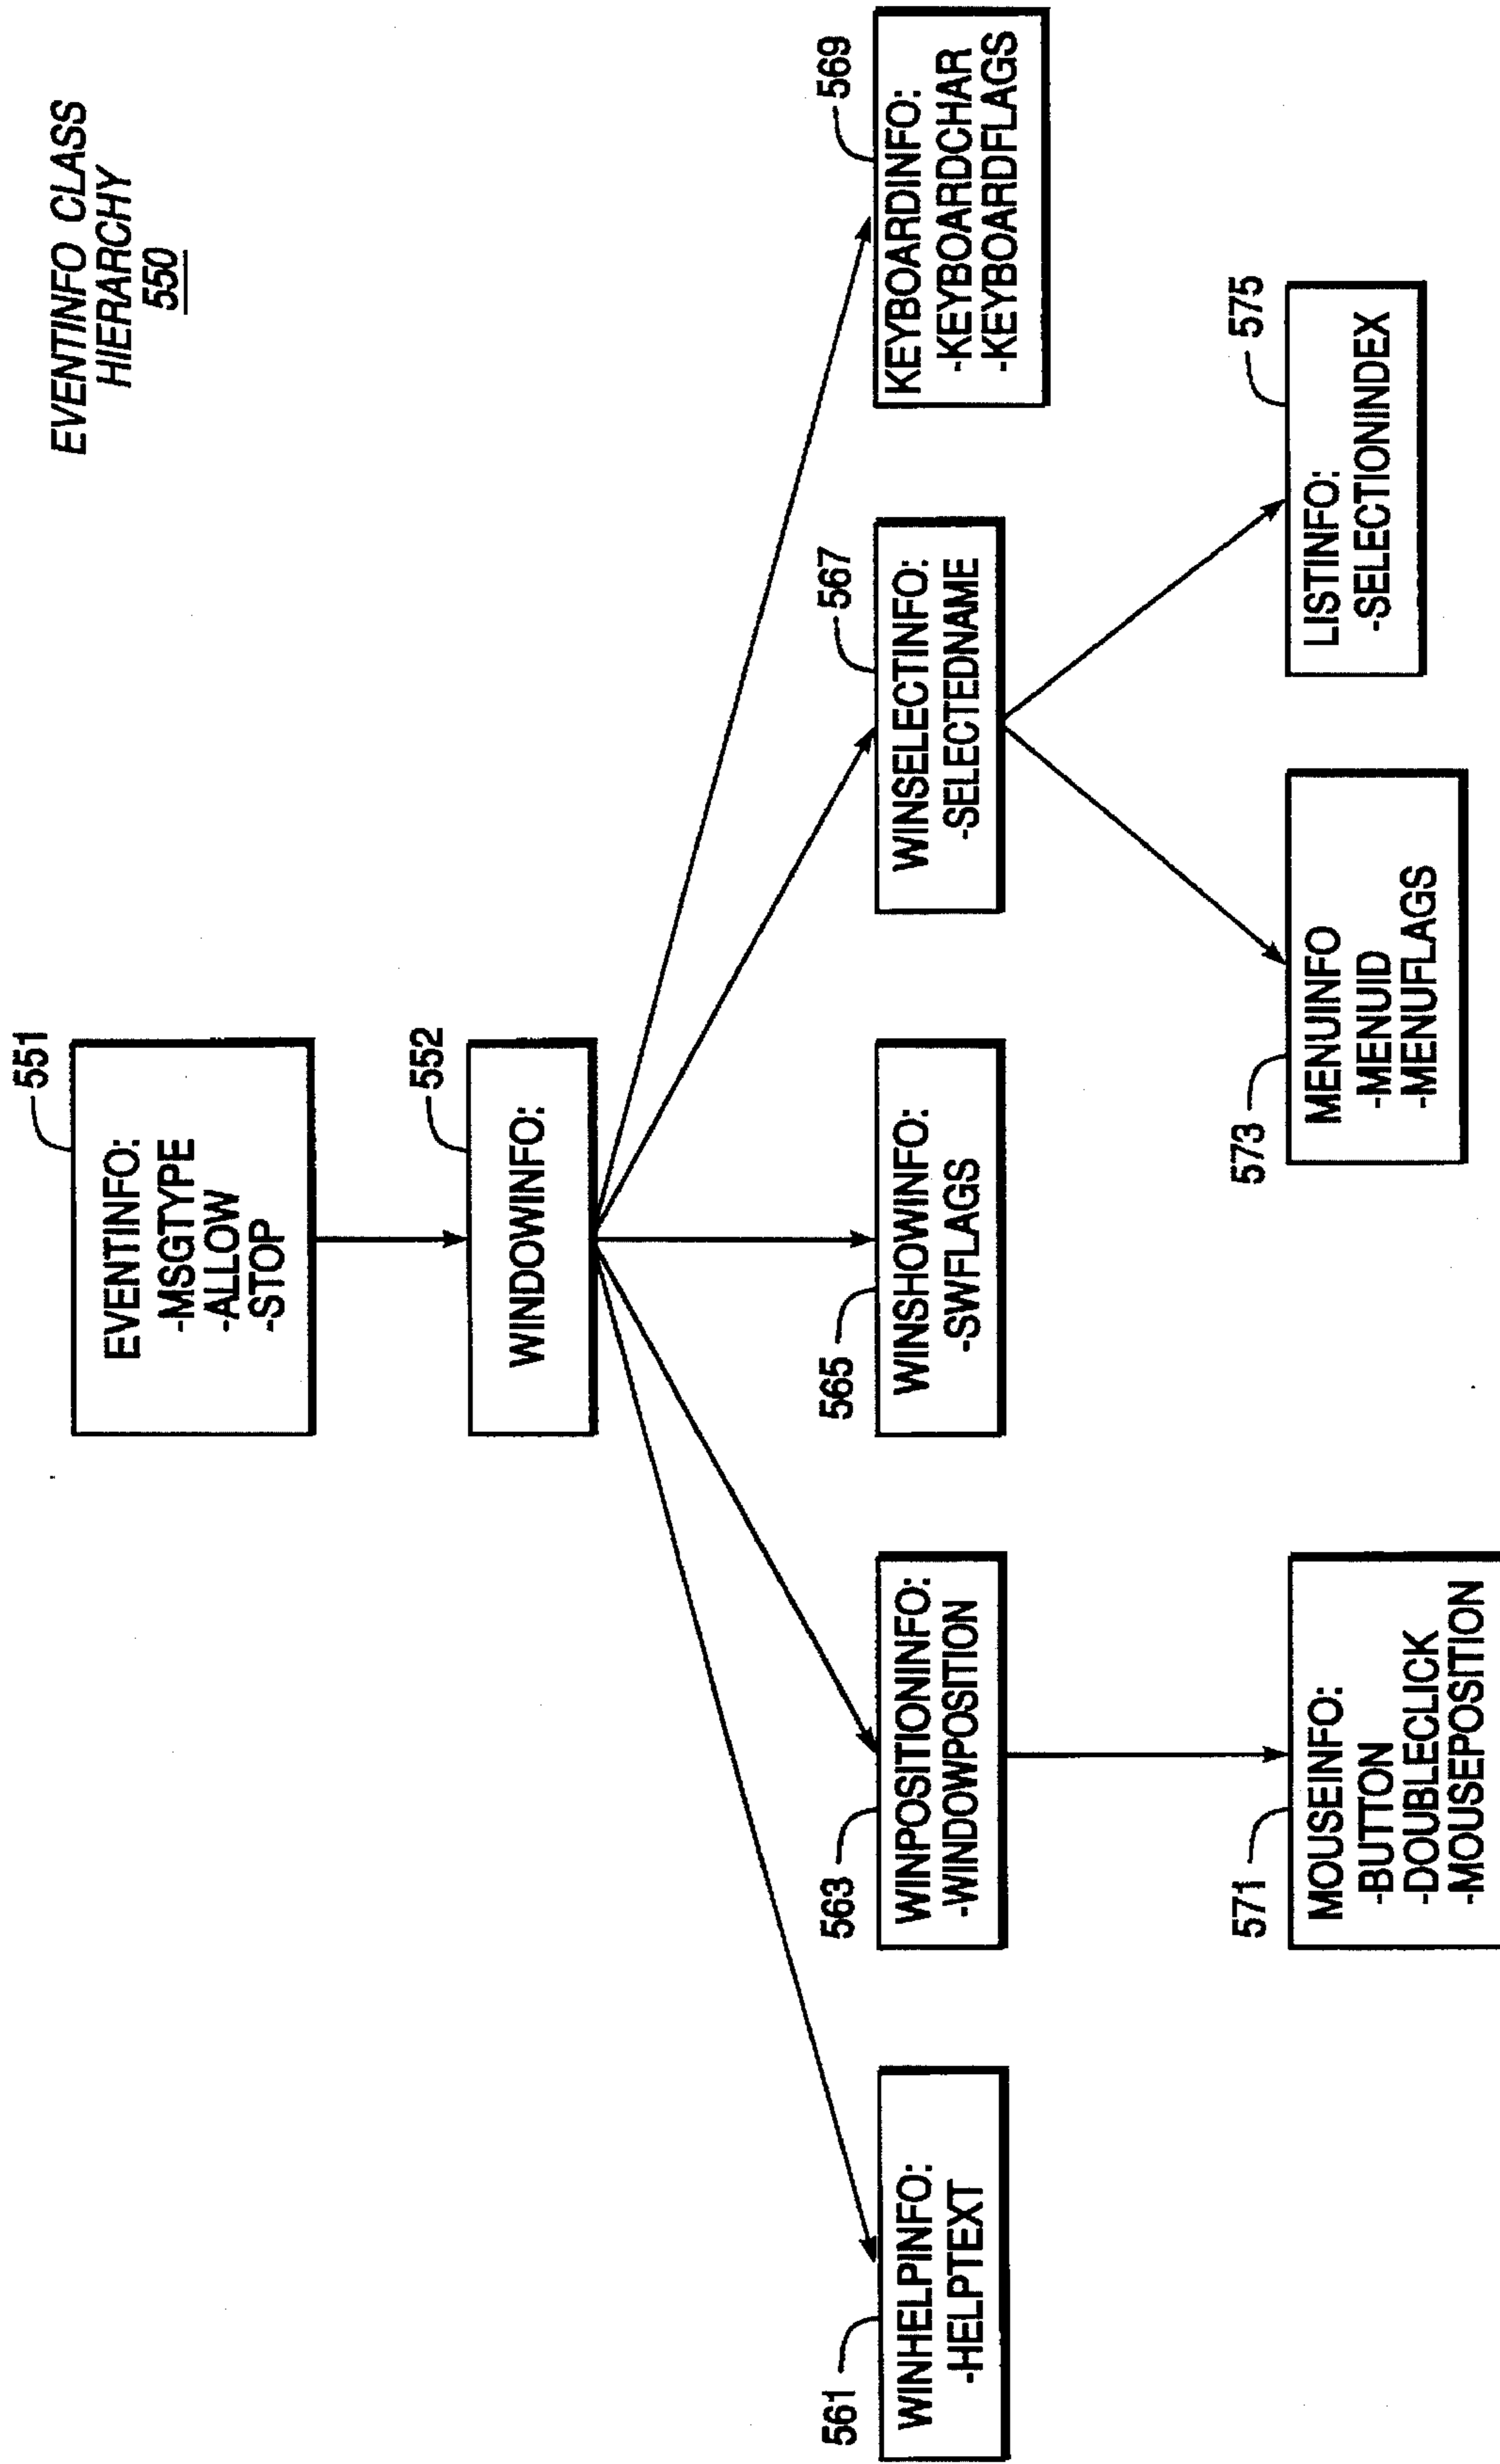 EVENTINFO CLASS
HIERARCHY
550
551
EVENTINFO:
-MSGTYPE
-ALLOW
-STOP
552
WINDOWINFO:
561
WINHELPINFO:
-HELPTEXT
563
WINPOSITIONINFO:
-WINDOWPOSITION
565
WINSHOWINFO:
-SWFLAGS
567
WINSELECTINFO:
-SELECTEDNAME
569
KEYBOARDINFO:
-KEYBOARDCHAR
-KEYBOARDFLAGS
571
MOUSEINFO:
-BUTTON
-DOUBLECLICK
-MOUSEPOSITION
573
MENUINFO
-MENUID
-MENUFLAGS
575
LISTINFO:
-SELECTIONINDEX